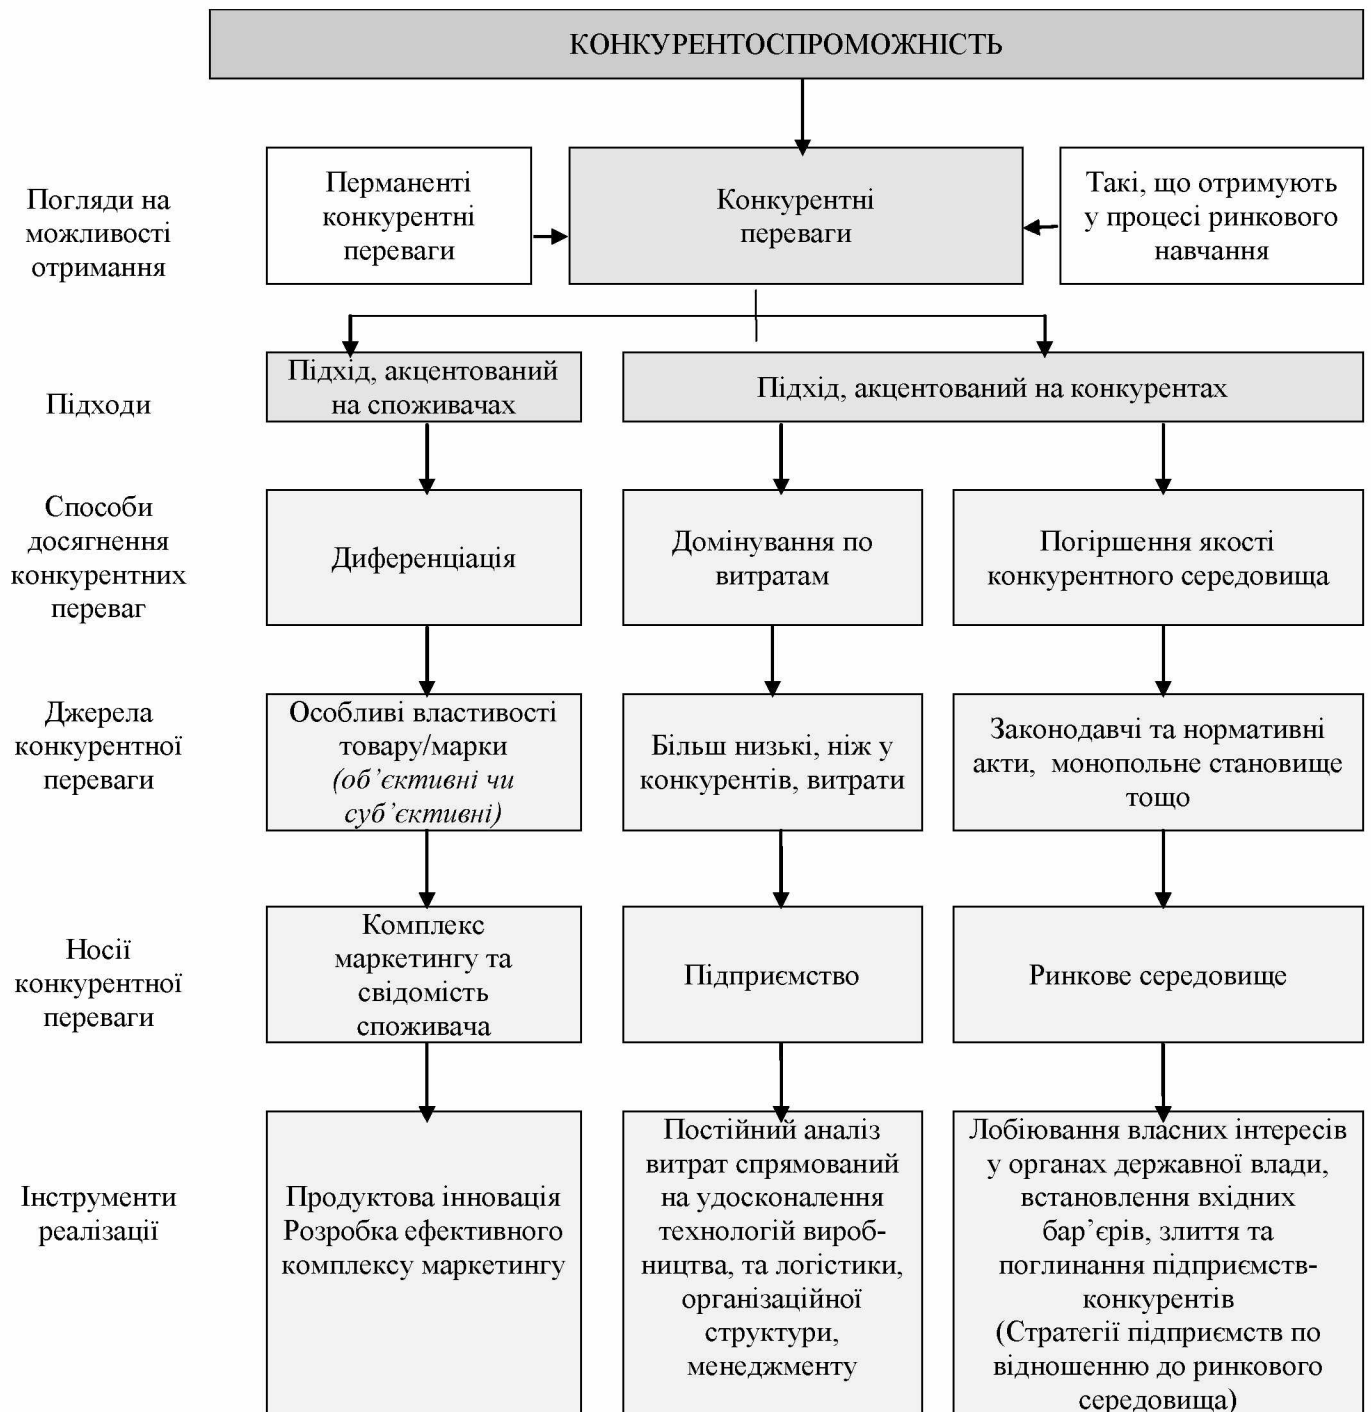 КОНКУРЕНТОСПРОМОЖНІСТЬ
Погляди на
можливості
отримання
Перманенті
конкурентні
переваги
Конкурентні
переваги
Такі, що отримують
у процесі ринкового
навчання
Підходи
Підхід, акцентований
на споживачах
Підхід, акцентований на конкурентах
Способи
досягнення
конкурентних
переваг
Диференціація
Домінування по
витратам
Погіршення якості
конкурентного середовища
Джерела
конкурентної
переваги
Особливі властивості
товару/марки
(об’єктивні чи
суб’єктивні)
Більш низькі, ніж у
конкурентів, витрати
Законодавчі та нормативні
акти, монопольне становище
тощо
Носії
конкурентної
переваги
Комплекс
маркетингу та
свідомість
споживача
Підприємство
Ринкове середовище
Інструменти
реалізації
Продуктова інновація
Розробка ефективного
комплексу маркетингу
Постійний аналіз
витрат спрямований
на удосконалення
технологій вироб-
ництва, та логістики,
організаційної
структури,
менеджменту
Лобіювання власних інтересів
у органах державної влади,
встановлення вхідних
бар’єрів, злиття та
поглинання підприємств-
конкурентів
(Стратегії підприємств по
відношенню до ринкового
середовища)